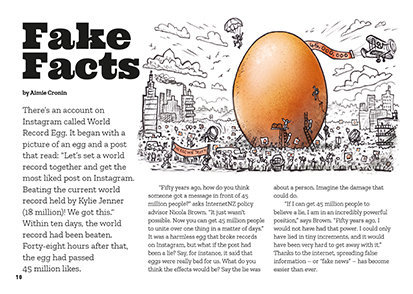 Fake
Facts
by Aimie Cronin
There's an account on
Instagram called World
Record Egg. It began with a
picture of an egg and a post
that read: "Let's set a world
record together and get the
most liked post on Instagram.
Beating the current world
record held by Kylie Jenner
(18 million)! We got this."
Within ten days, the world
record had been beaten.
Forty-eight hours after that,
the egg had passed
45 million likes.
"Fifty years ago, how do you think
someone would get in front of 45
million people?" asks InternetNZ policy
advisor Nicola Brown. "It just wasn't
possible. Now you can get 45 million people
to unite over one thing in a matter of days."
It was a harmless egg that broke records
on Instagram, but what if the post had
been a lie? Say, for instance, it said that
eggs were really bad for us. What do you
think the effects would be? Say the lie was
about a person. Imagine the damage that
could do.
"If I can get 45 million people to
believe a lie, I am in an incredibly powerful
position," says Brown. "Fifty years ago, I
would not have had that power. I could only
have lied in tiny increments, and it would
have been very hard to get away with it."
Thanks to the internet, spreading false
information – or "fake news" – has become
easier than ever.
18